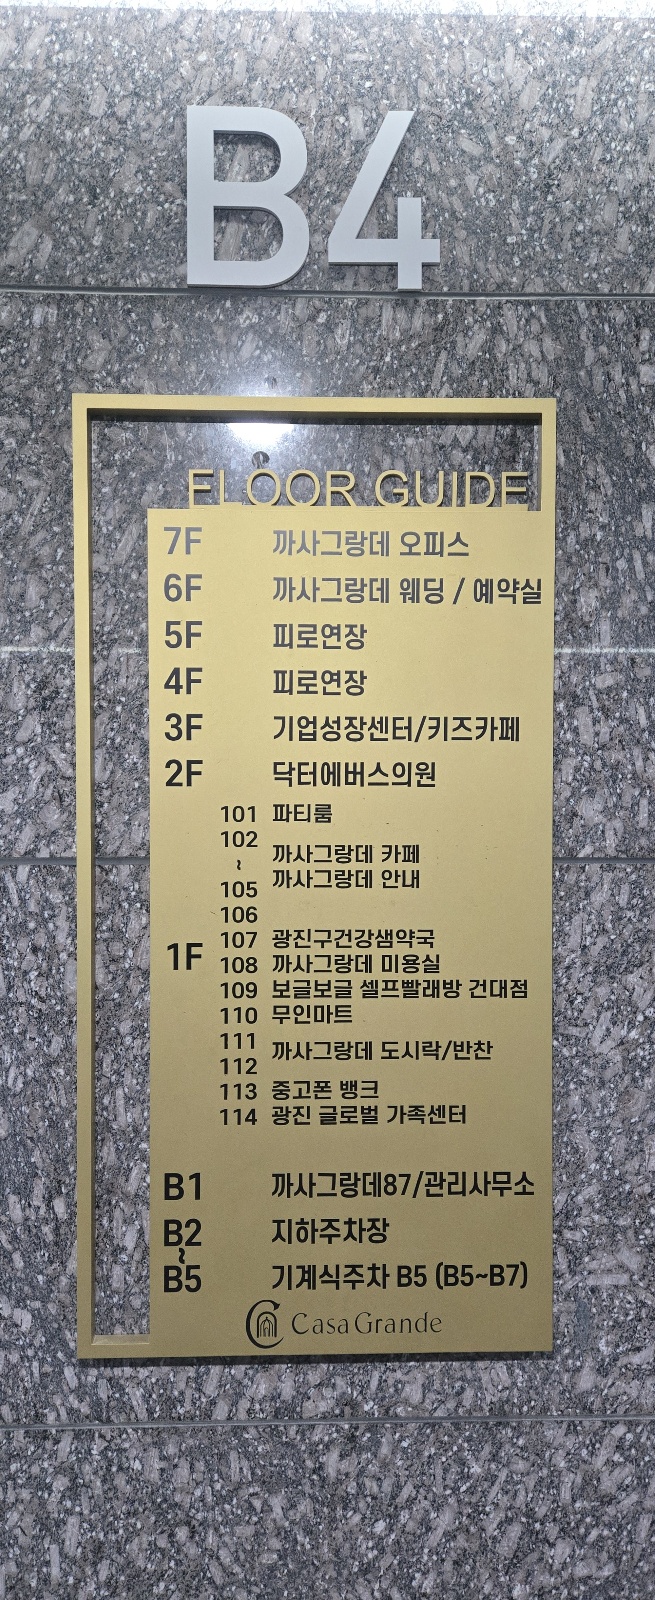 B4
FLOOR GUIDE
7F 까사그랑데 오피스
6F 까사그랑데 웨딩 / 예약실
5F 피로연장
4F 피로연장
3F 기업성장센터/키즈카페
2F 닥터에버스의원
1F
101 파티룸
102 ~ 105 까사그랑데 카페
까사그랑데 안내
106
107 광진구건강샘약국
108 까사그랑데 미용실
109 보글보글 셀프빨래방 건대점
110 무인마트
111
112 까사그랑데 도시락/반찬
113 중고폰 뱅크
114 광진 글로벌 가족센터
B1 까사그랑데87/관리사무소
B2 지하주차장
~
B5 기계식주차 B5 (B5~B7)
Casa Grande